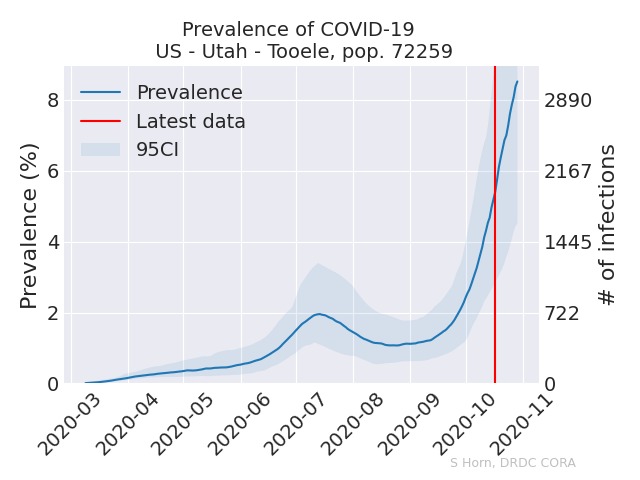 Prevalence of COVID-19
US - Utah - Tooele, pop. 72259
Prevalence
Latest data
95CI
Prevalence (%)
8
6
4
2
0
2890
2167
1445
722
0
# of infections
2020-03
2020-04
2020-05
2020-06
2020-07
2020-08
2020-09
2020-10
2020-11
S Horn, DRDC CORA